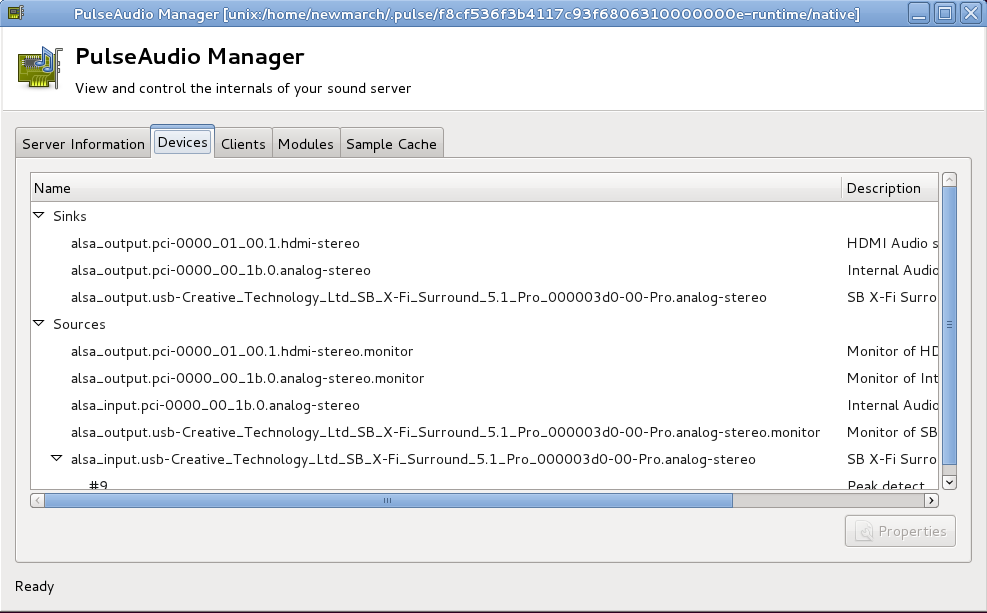 PulseAudio Manager [unix:/home/newmarch/.pulse/f8cf536f3b4117c93f6806310000000e-runtime/native]
PulseAudio Manager
View and control the internals of your sound server
Server Information Devices Clients Modules Sample Cache
Name Description
Sinks
alsa_output.pci-0000_01_00.1.hdmi-stereo HDMI Audio s
alsa_output.pci-0000_00_1b.0.analog-stereo Internal Audio
alsa_output.usb-Creative_Technology_Ltd_SB_X-Fi_Surround_5.1_Pro_000003d0-00-Pro.analog-stereo SB X-Fi Surro
Sources
alsa_output.pci-0000_01_00.1.hdmi-stereo.monitor Monitor of HD
alsa_output.pci-0000_00_1b.0.analog-stereo.monitor Monitor of Int
alsa_input.pci-0000_00_1b.0.analog-stereo Internal Audio
alsa_output.usb-Creative_Technology_Ltd_SB_X-Fi_Surround_5.1_Pro_000003d0-00-Pro.analog-stereo.monitor Monitor of SB
alsa_input.usb-Creative_Technology_Ltd_SB_X-Fi_Surround_5.1_Pro_000003d0-00-Pro.analog-stereo SB X-Fi Surro
#9 Peak detect
Properties
Ready